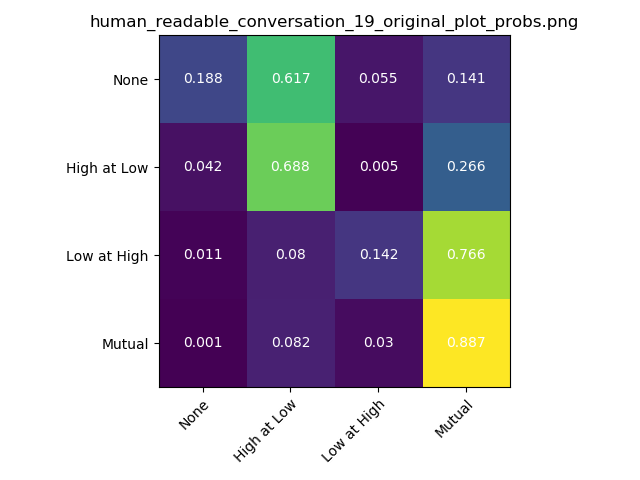 human_readable_conversation_19_original_plot_probs.png
None 0.188 0.617 0.055 0.141
High at Low 0.042 0.688 0.005 0.266
Low at High 0.011 0.08 0.142 0.766
Mutual 0.001 0.082 0.03 0.887
None High at Low Low at High Mutual